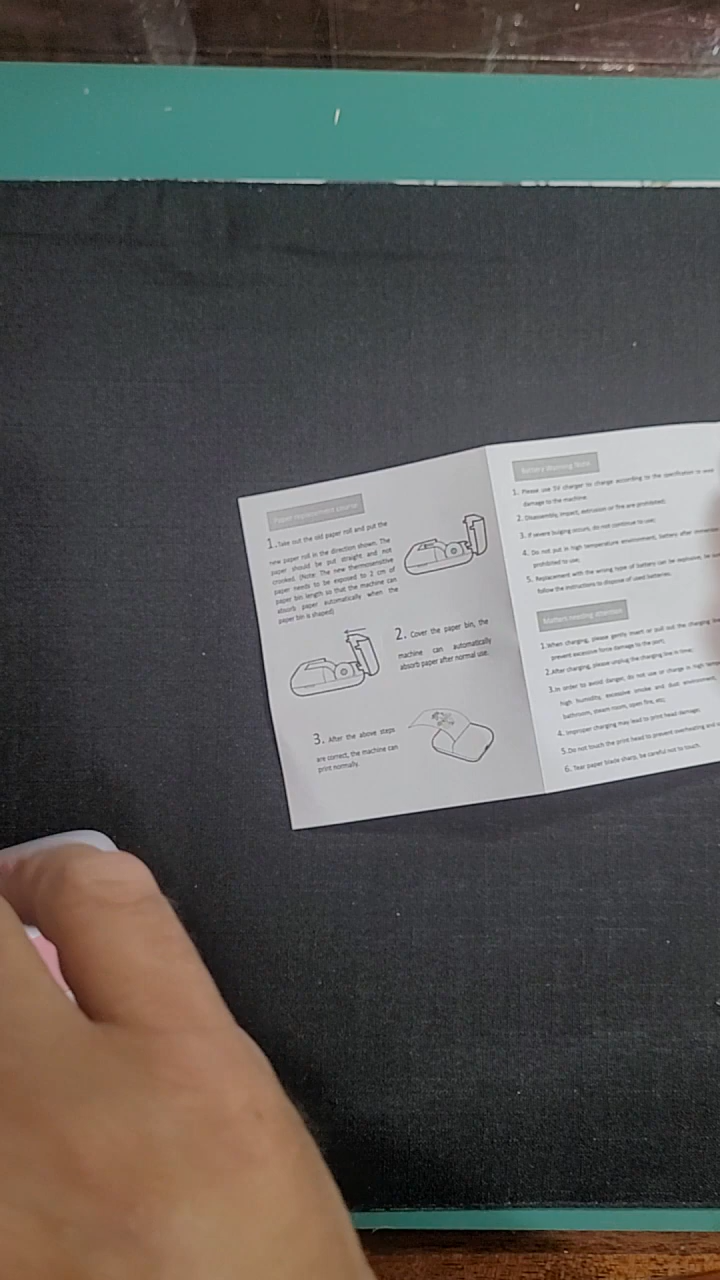 Paper replacement course
1. Take out the old paper roll and put the
new paper roll in the direction shown. The
paper should be put straight and not
crooked. (Note: The new thermosensitive
paper needs to be exposed to 2 cm of
paper bin length so that the machine can
absorb paper automatically when the
paper bin is shaped)
2. Cover the paper bin, the
machine can automatically
absorb paper after normal use.
3. After the above steps
are correct, the machine can
print normally.
Battery Warning Note
1. Please use 5V charger to charge according to the specification
damage to the machine.
2. Disassembly, impact, extrusion or fire are prohibited;
3. If severe bulging occurs, do not continue to use;
4. Do not put in high temperature environment, battery after
prohibited to use;
5. Replacement with the wrong type of battery can be explosive, be
follow the instructions to dispose of used batteries.
Matters needing attention
1. When charging, please gently insert or pull out the charging
prevent excessive force damage to the port;
2. After charging, please unplug the charging line in time;
3. In order to avoid danger, do not use or charge in high
high humidity, excessive smoke and dust environment,
bathroom, steam room, open fire, etc;
4. Improper charging may lead to print head damage;
5. Do not touch the print head to prevent overheating and
6. Tear paper blade sharp, be careful not to touch.